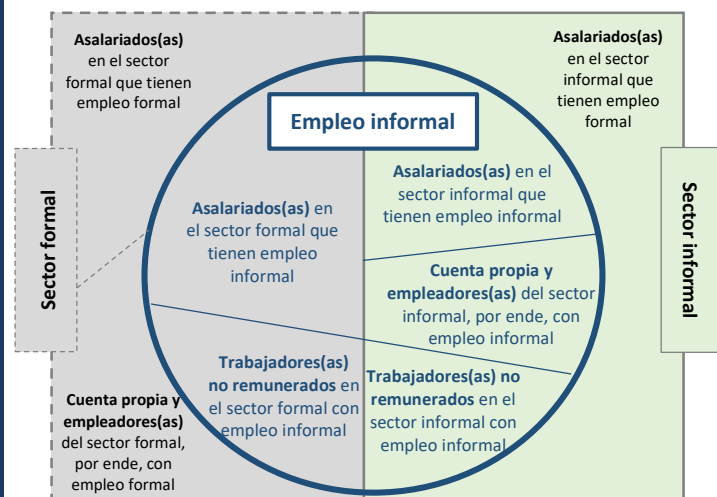 Asalariados(as)
en el sector
formal que tienen
empleo formal
Asalariados(as)
en el sector
informal que
tienen empleo
formal
Empleo informal
Sector formal
Asalariados(as) en
el sector formal que
tienen empleo
informal
Asalariados(as) en el
sector informal que
tienen empleo informal
Sector informal
Cuenta propia y
empleadores(as) del sector
informal, por ende, con
empleo informal
Trabajadores(as)
no remunerados en
el sector formal con
empleo informal
Trabajadores(as) no
remunerados en el
sector informal con
empleo informal
Cuenta propia y
empleadores(as)
del sector formal,
por ende, con
empleo formal